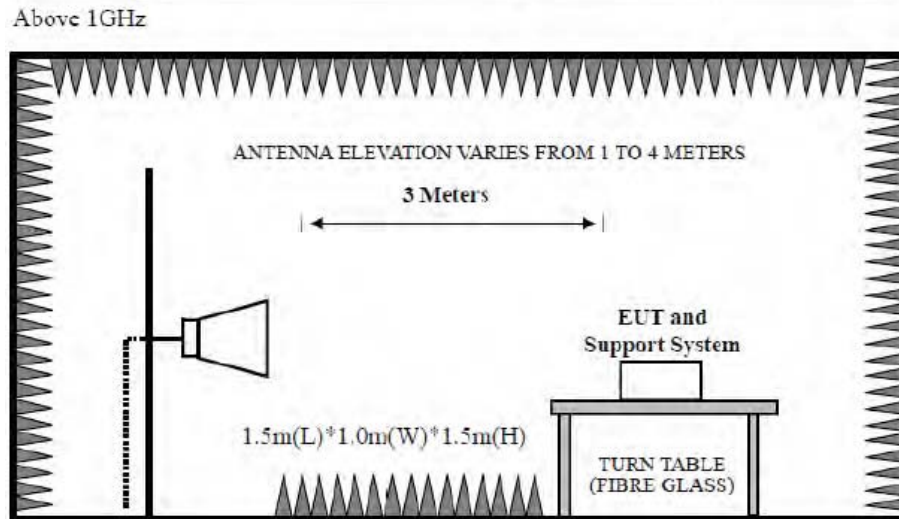 Above 1GHz
ANTENNA ELEVATION VARIES FROM 1 TO 4 METERS
3 Meters
EUT and
Support System
1.5m(L)*1.0m(W)*1.5m(H)
TURN TABLE
(FIBRE GLASS)